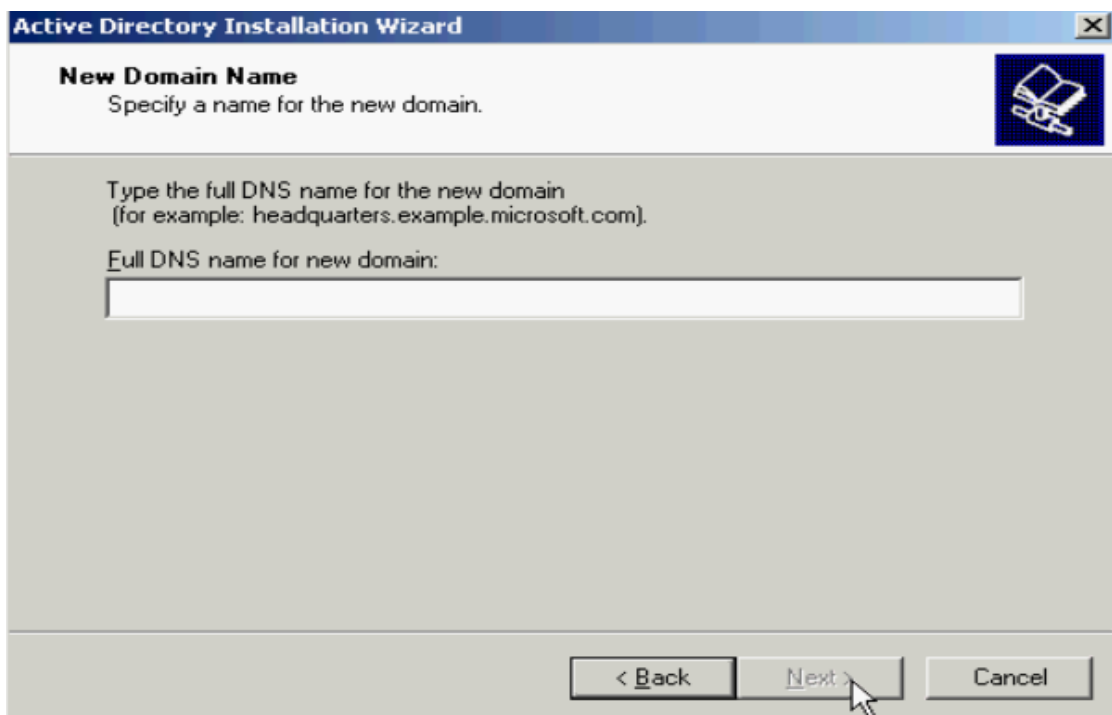 Active Directory Installation Wizard
New Domain Name
Specify a name for the new domain.
Type the full DNS name for the new domain
(for example: headquarters.example.microsoft.com).
Full DNS name for new domain:
< Back
Next >
Cancel